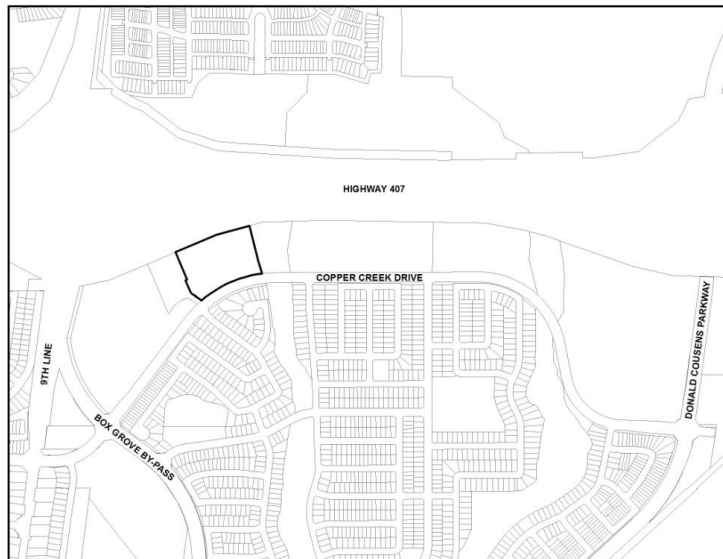 HIGHWAY 407
COPPER CREEK DRIVE
DONALD COUSENS PARKWAY
9TH LINE
BOX GROVE BY-PASS